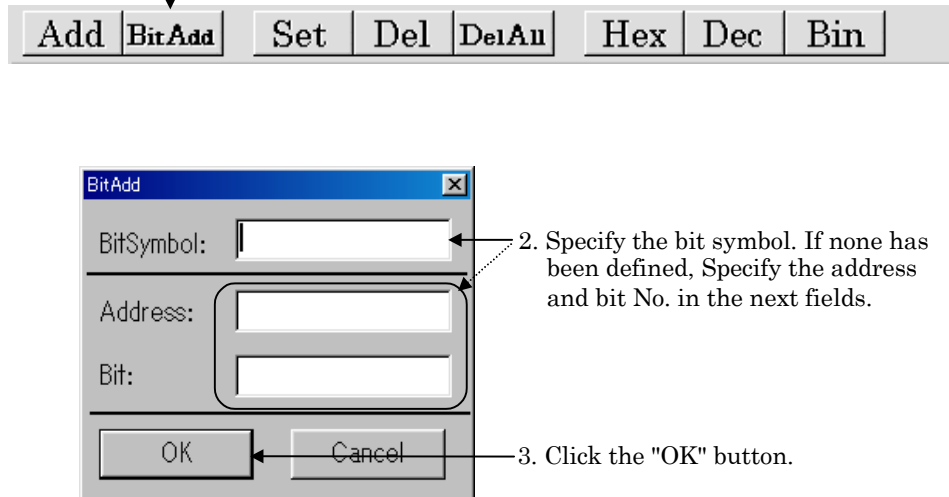 Add BitAdd Set Del DelAll Hex Dec Bin
BitAdd
BitSymbol:
2. Specify the bit symbol. If none has
been defined, Specify the address
and bit No. in the next fields.
Address:
Bit:
OK Cancel
3. Click the "OK" button.